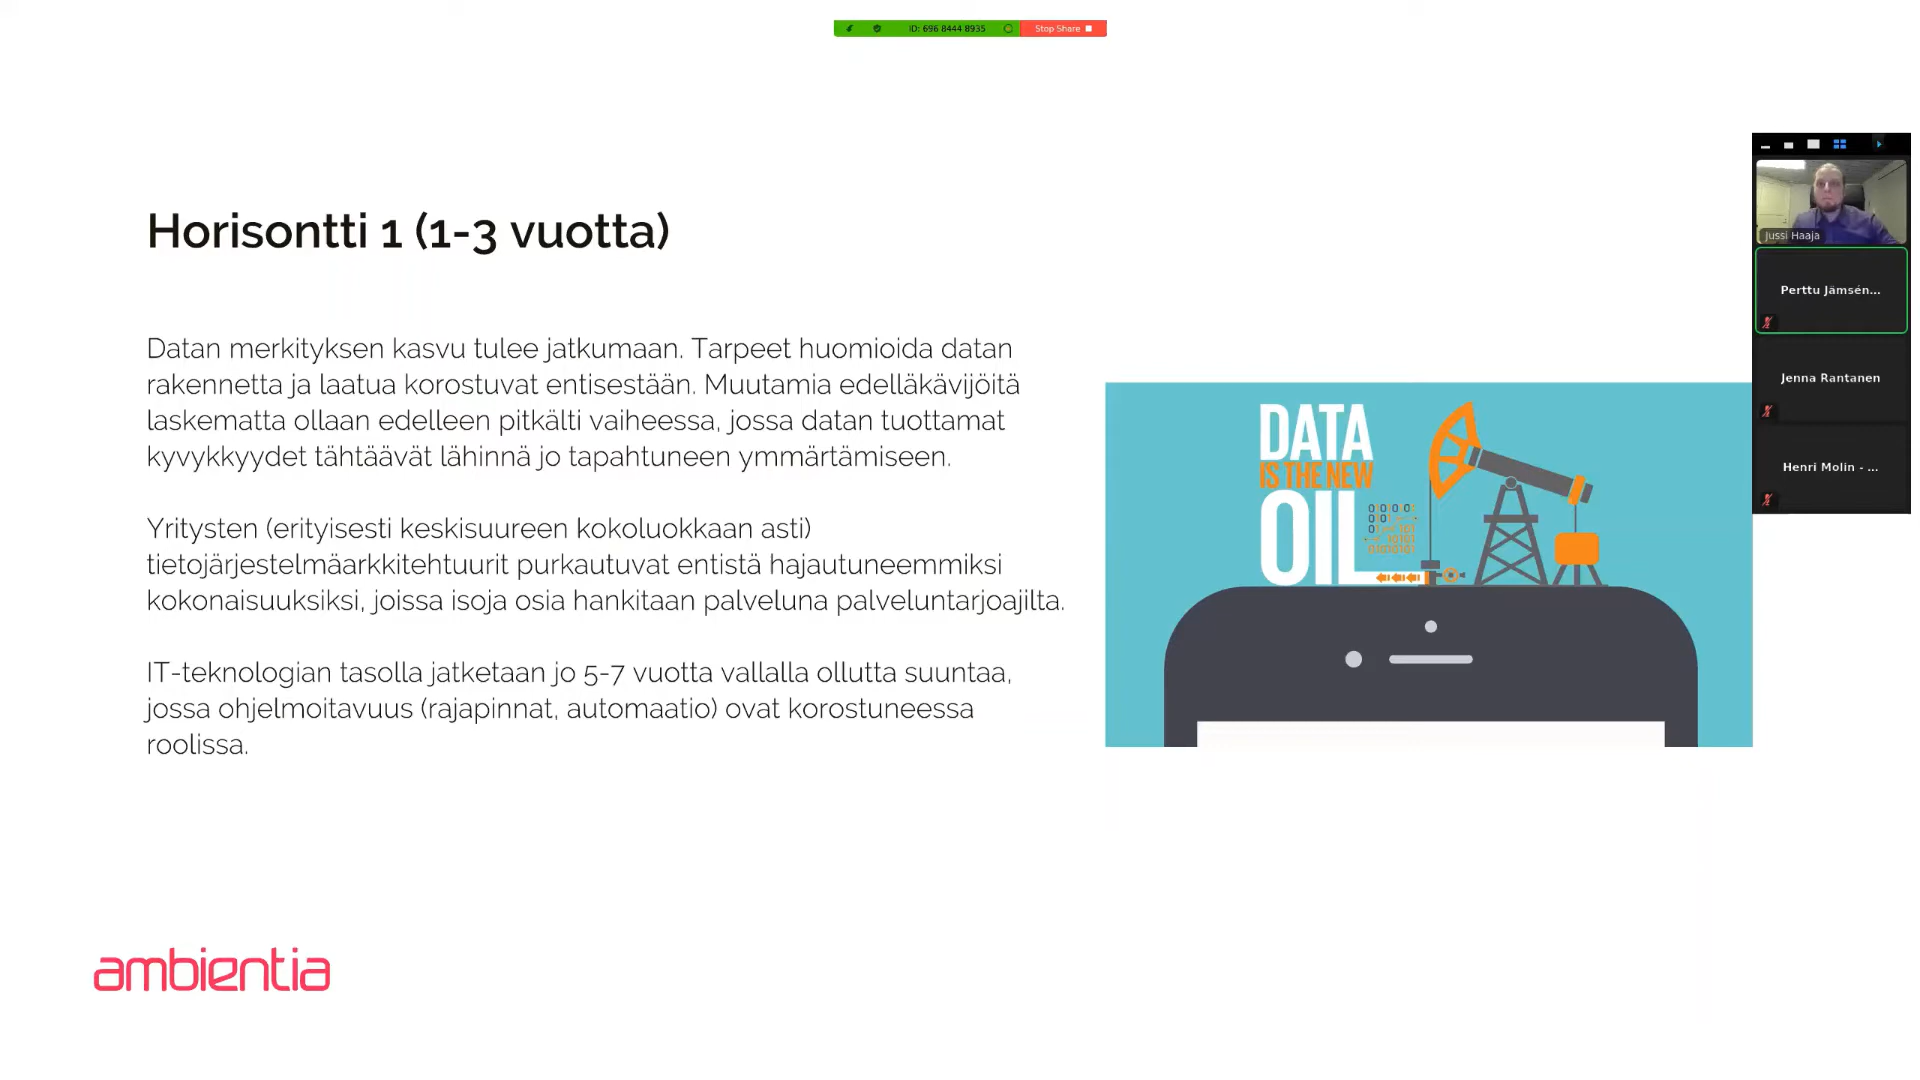 ID: 696 8444 8935
Stop Share
Horisontti 1 (1-3 vuotta)
Datan merkityksen kasvu tulee jatkumaan. Tarpeet huomioida datan
rakennetta ja laatua korostuvat entisestään. Muutamia edelläkävijöitä
laskematta ollaan edelleen pitkälti vaiheessa, jossa datan tuottamat
kyvykkyydet tähtäävät lähinnä jo tapahtuneen ymmärtämiseen.
Yritysten (erityisesti keskisuureen kokoluokkaan asti)
tietojärjestelmäarkkitehtuurit purkautuvat entistä hajautuneemmiksi
kokonaisuuksiksi, joissa isoja osia hankitaan palveluna palveluntarjoajilta.
IT-teknologian tasolla jatketaan jo 5-7 vuotta vallalla ollutta suuntaa,
jossa ohjelmoitavuus (rajapinnat, automaatio) ovat korostuneessa
roolissa.
DATA
IS THE NEW
OIL
Jussi Haaja
Perttu Jämsén...
Jenna Rantanen
Henri Molin - ...
ambientia